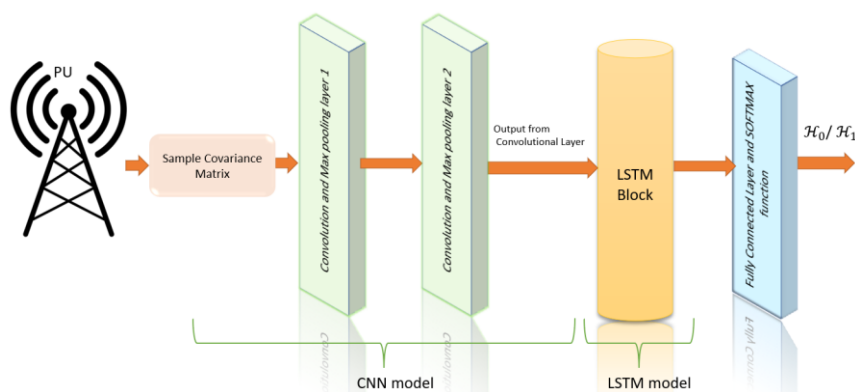 PU
Sample Covariance
Matrix
Convolution and Max pooling layer 1
Convolution and Max pooling layer 2
Output from
Convolutional Layer
LSTM
Block
Fully Connected Layer and SOFTMAX
function
ℋ₀/ ℋ₁
CNN model
LSTM model